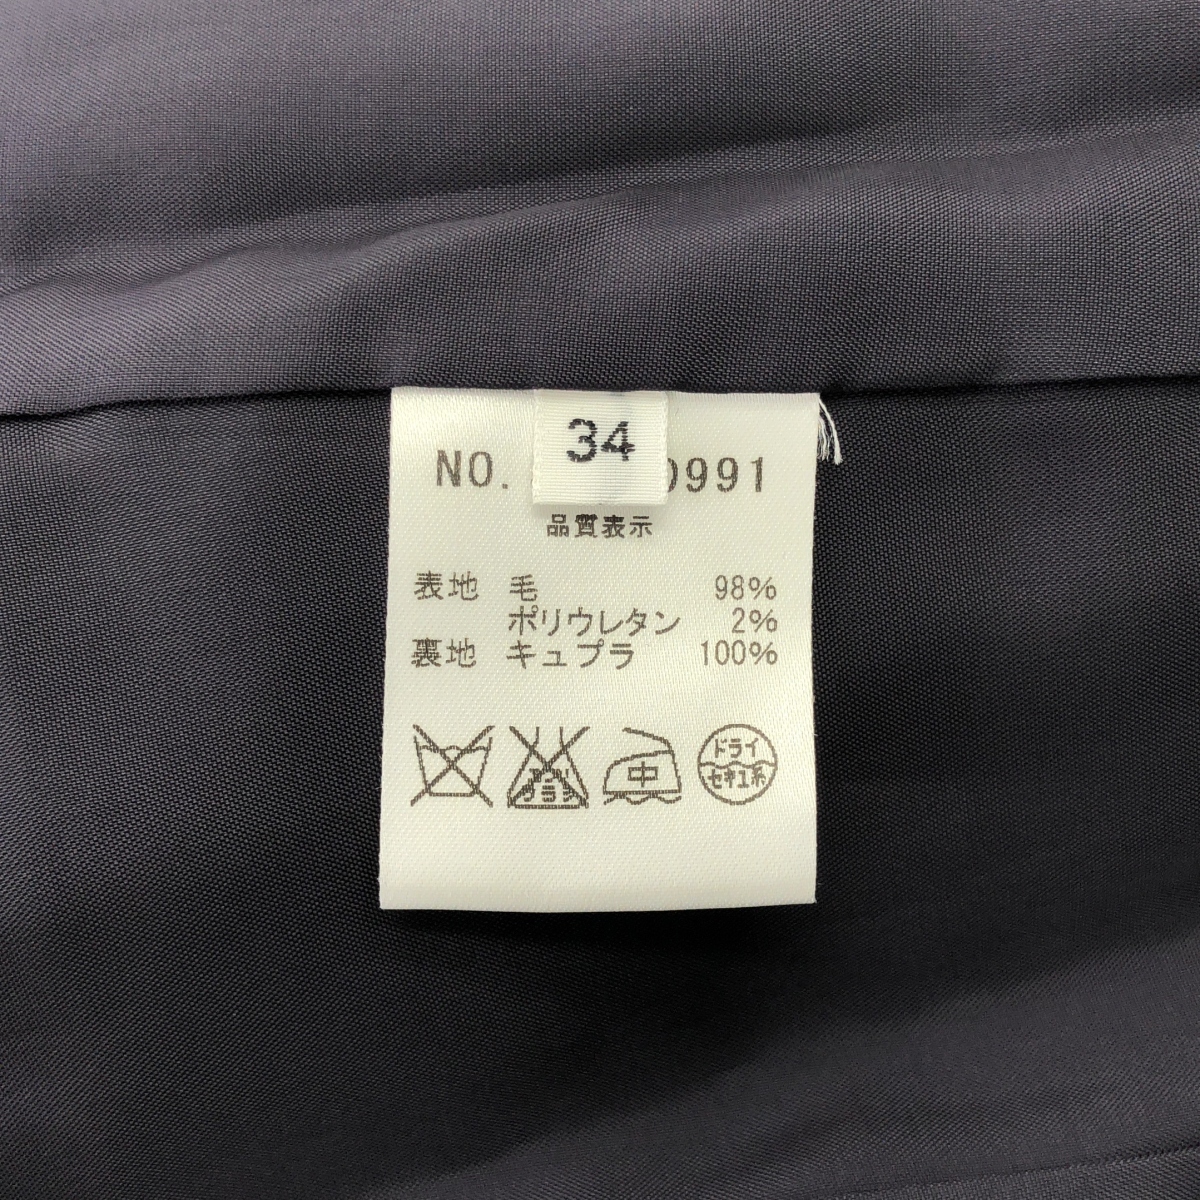 34
NO. 0991
品質表示
表地 毛 98%
ポリウレタン 2%
裏地 キュプラ 100%
中
ドライ
セキユ系